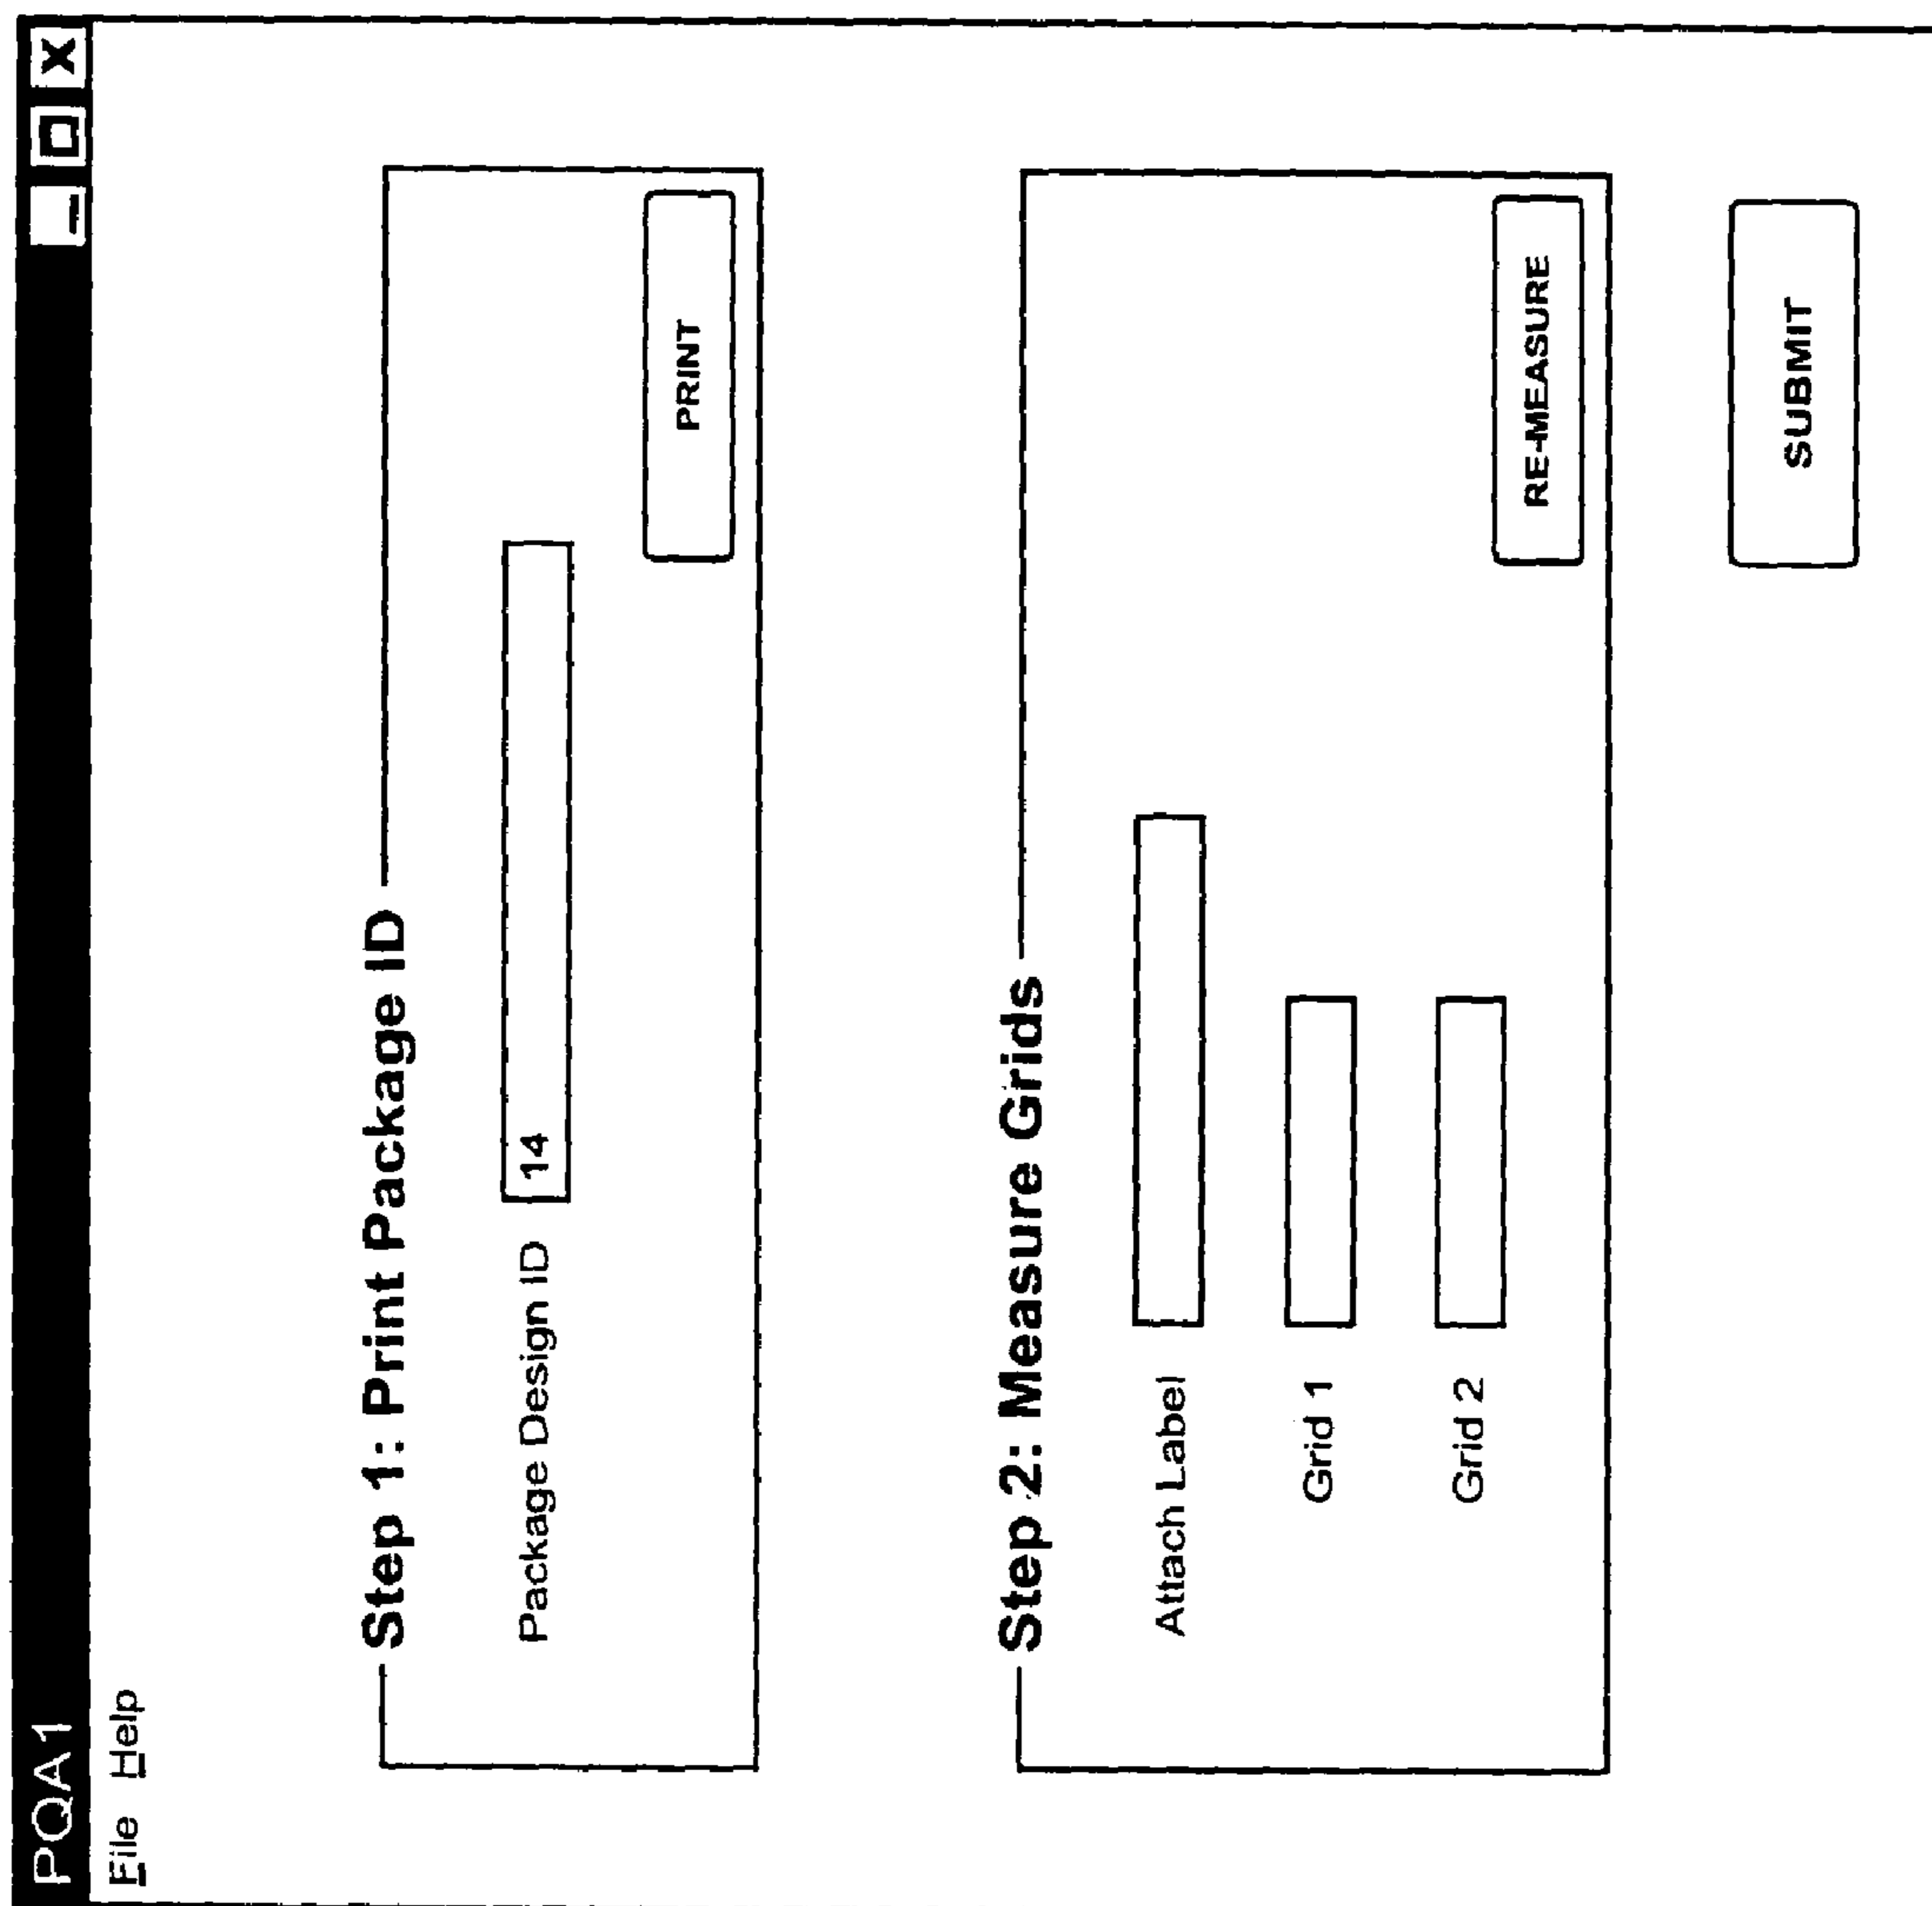 PQA1
File Help
Step 1: Print Package ID
Package Design ID 14
PRINT
Step 2: Measure Grids
Attach Label
Grid 1
Grid 2
RE-MEASURE
SUBMIT